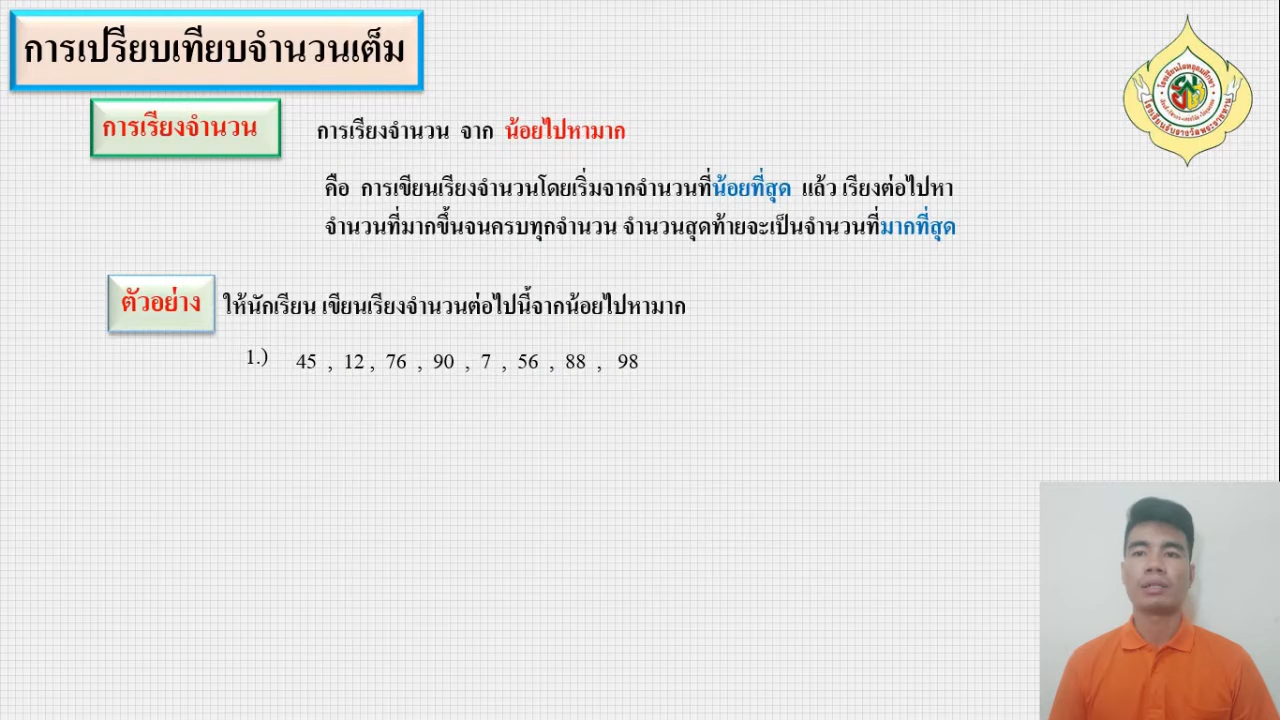 การเปรียบเทียบจำนวนเต็ม
การเรียงจำนวน
การเรียงจำนวน จาก น้อยไปหามาก
คือ การเขียนเรียงจำนวนโดยเริ่มจากจำนวนที่น้อยที่สุด แล้ว เรียงต่อไปหา
จำนวนที่มากขึ้นจนครบทุกจำนวน จำนวนสุดท้ายจะเป็นจำนวนที่มากที่สุด
ตัวอย่าง ให้นักเรียน เขียนเรียงจำนวนต่อไปนี้จากน้อยไปหามาก
1.) 45 , 12 , 76 , 90 , 7 , 56 , 88 , 98